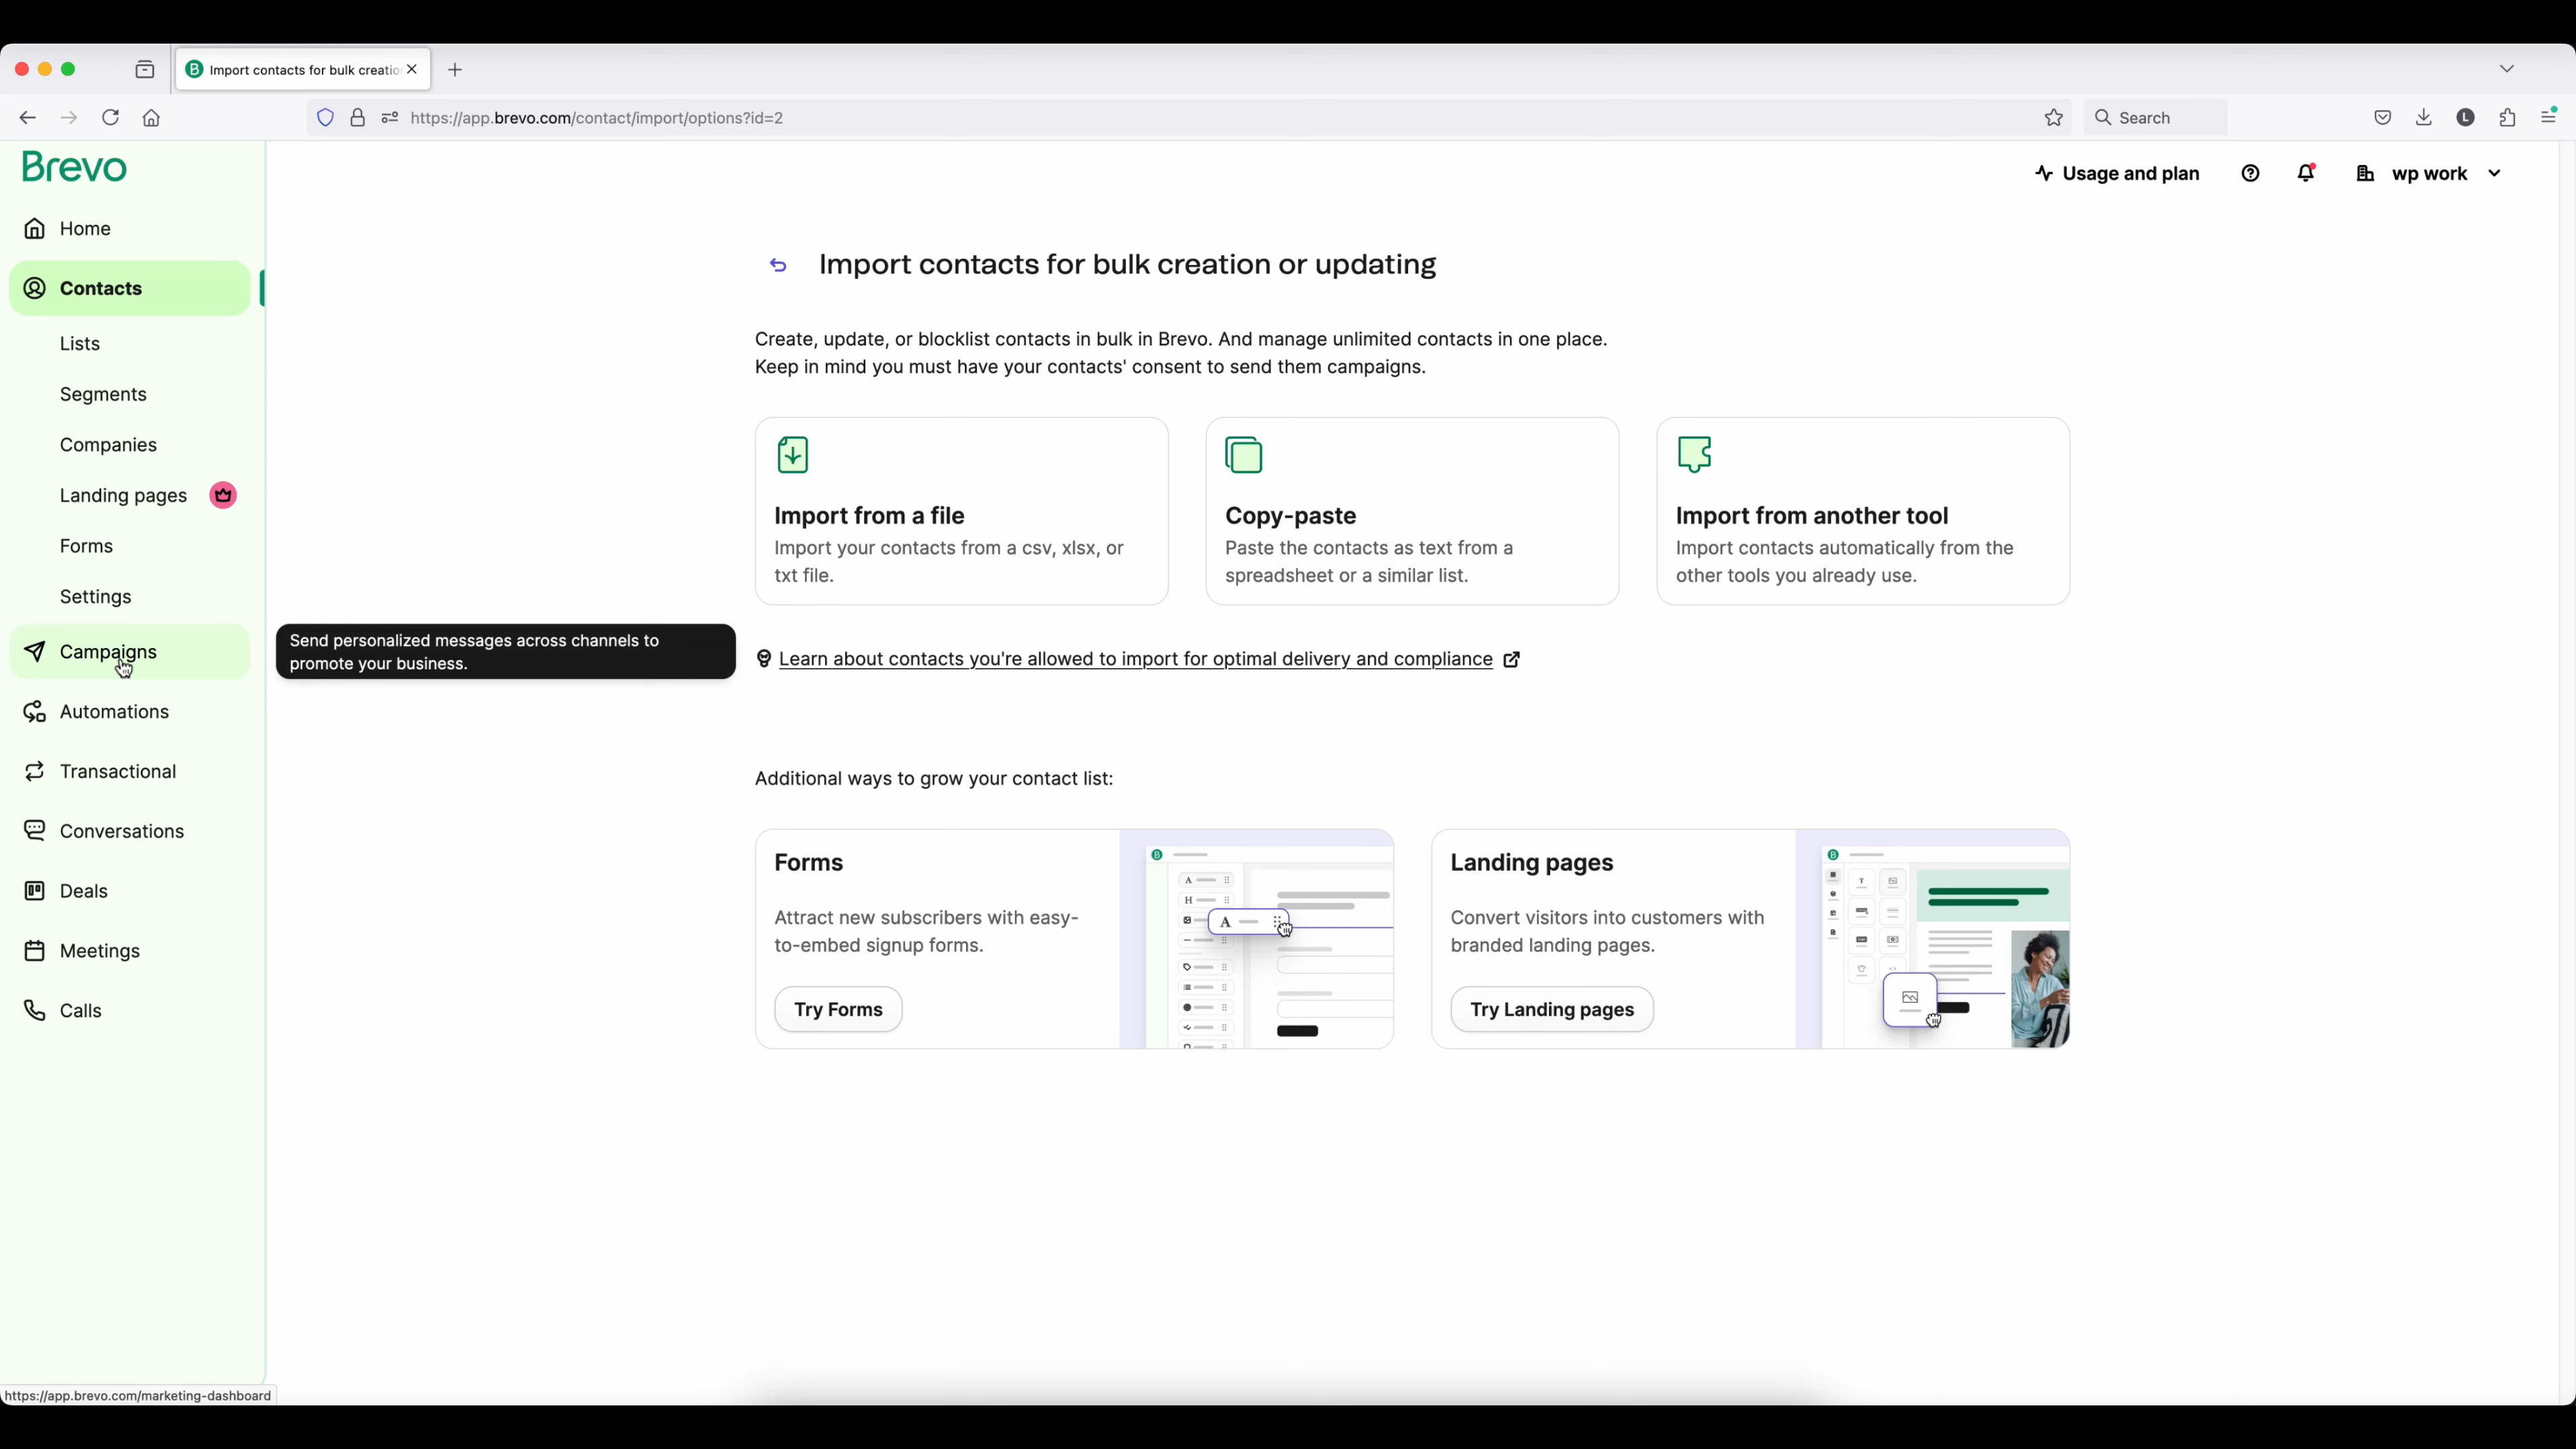 Import contacts for bulk creatio
https://app.brevo.com/contact/import/options?id=2
Search
L
Brevo
Usage and plan
wp work
Home
Contacts
Lists
Segments
Companies
Landing pages
Forms
Settings
Campaigns
Automations
Transactional
Conversations
Deals
Meetings
Calls
Import contacts for bulk creation or updating
Create, update, or blocklist contacts in bulk in Brevo. And manage unlimited contacts in one place.
Keep in mind you must have your contacts' consent to send them campaigns.
Import from a file
Import your contacts from a csv, xlsx, or
txt file.
Copy-paste
Paste the contacts as text from a
spreadsheet or a similar list.
Import from another tool
Import contacts automatically from the
other tools you already use.
Send personalized messages across channels to
promote your business.
Learn about contacts you're allowed to import for optimal delivery and compliance
Additional ways to grow your contact list:
Forms
Attract new subscribers with easy-
to-embed signup forms.
Try Forms
Landing pages
Convert visitors into customers with
branded landing pages.
Try Landing pages
https://app.brevo.com/marketing-dashboard